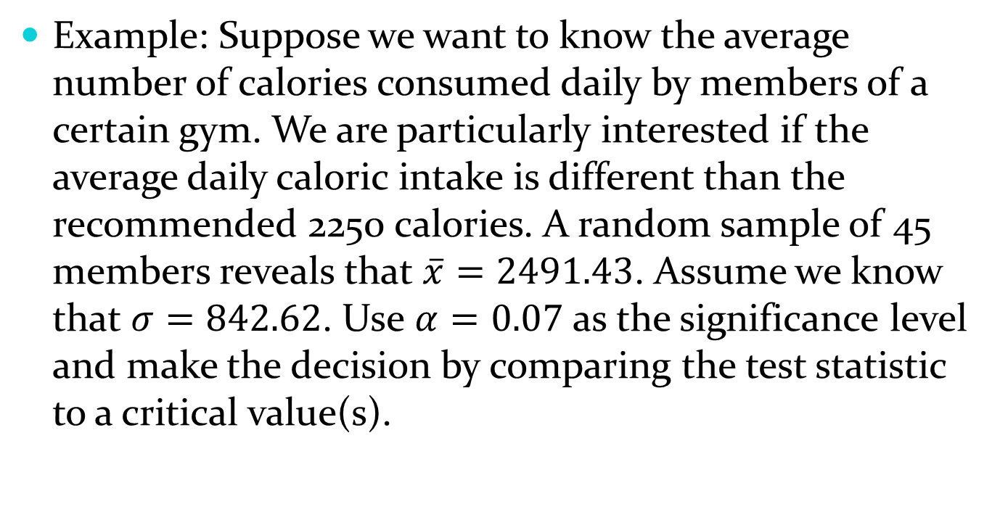 • Example: Suppose we want to know the average
number of calories consumed daily by members of a
certain gym. We are particularly interested if the
average daily caloric intake is different than the
recommended 2250 calories. A random sample of 45
members reveals that x̄ = 2491.43. Assume we know
that σ = 842.62. Use α = 0.07 as the significance level
and make the decision by comparing the test statistic
to a critical value(s).